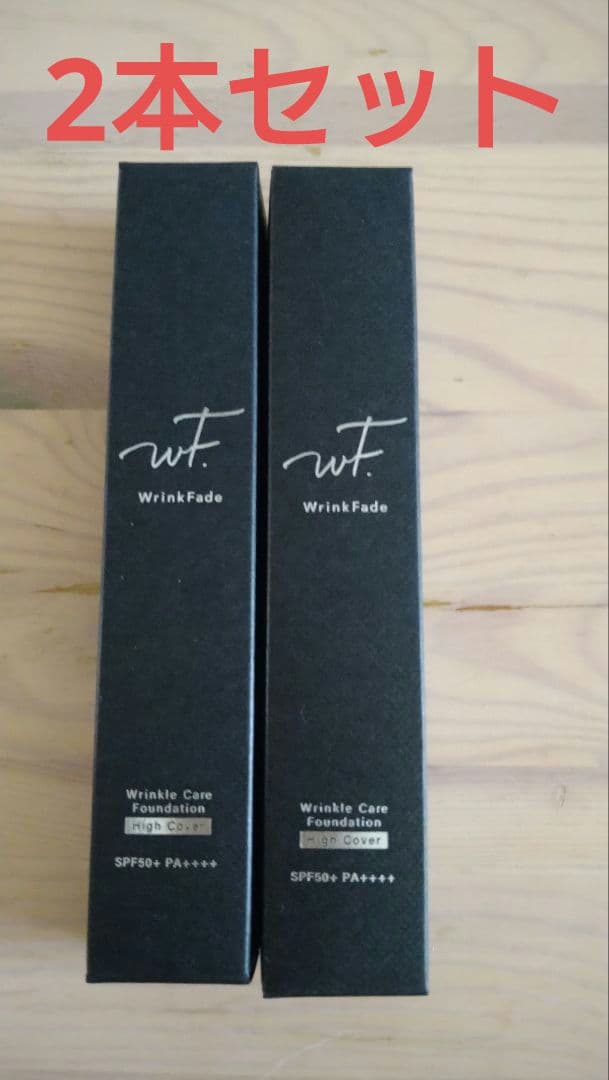 2本セット
wF.
WrinkFade
Wrinkle Care
Foundation
High Cover
SPF50+ PA++++
wF.
WrinkFade
Wrinkle Care
Foundation
High Cover
SPF50+ PA++++